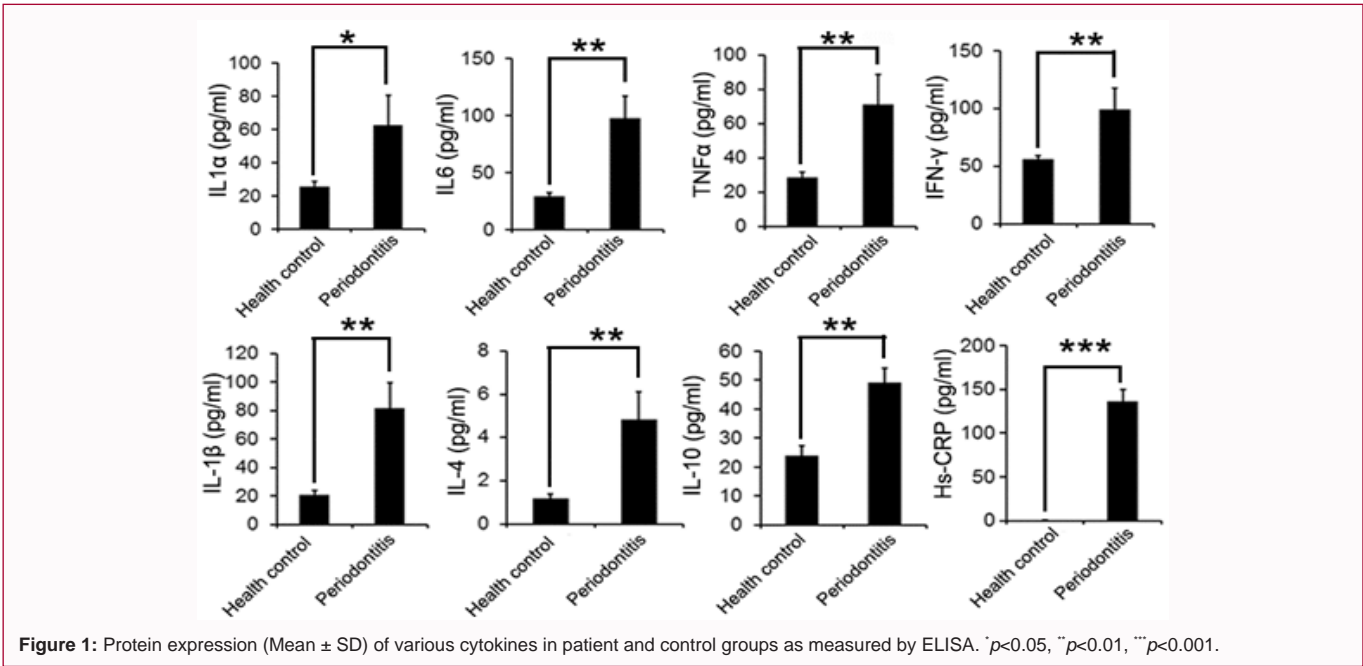 *
100
80
60
40
20
0
IL1α (pg/ml)
Health control
Periodontitis
**
150
100
50
0
IL6 (pg/ml)
Health control
Periodontitis
**
100
80
60
40
20
0
TNFα (pg/ml)
Health control
Periodontitis
**
150
100
50
0
IFN-γ (pg/ml)
Health control
Periodontitis
**
120
100
80
60
40
20
0
IL-1β (pg/ml)
Health control
Periodontitis
**
8
6
4
2
0
IL-4 (pg/ml)
Health control
Periodontitis
**
60
50
40
30
20
10
0
IL-10 (pg/ml)
Health control
Periodontitis
***
200
150
100
50
0
Hs-CRP (pg/ml)
Health control
Periodontitis
Figure 1: Protein expression (Mean ± SD) of various cytokines in patient and control groups as measured by ELISA. *p<0.05, **p<0.01, ***p<0.001.